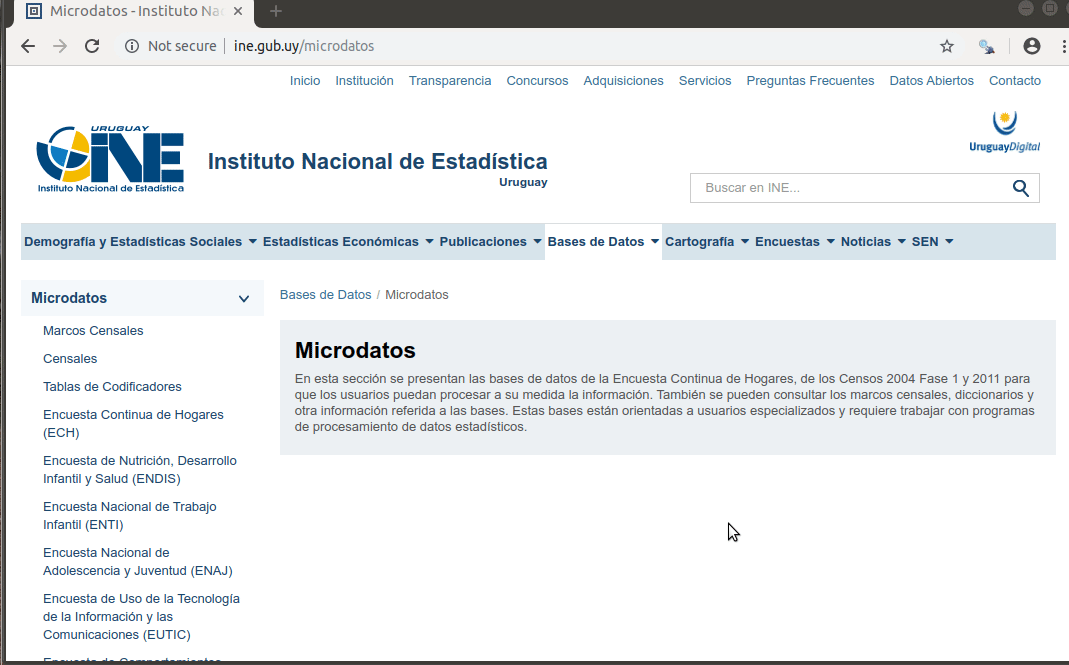 Microdatos - Instituto Na
Not secure
ine.gub.uy/microdatos
Inicio Institución Transparencia Concursos Adquisiciones Servicios Preguntas Frecuentes Datos Abiertos Contacto
URUGUAY
INE
Instituto Nacional de Estadística
Instituto Nacional de Estadística
Uruguay
UruguayDigital
Buscar en INE...
Demografía y Estadísticas Sociales Estadísticas Económicas Publicaciones Bases de Datos Cartografía Encuestas Noticias SEN
Microdatos
Marcos Censales
Censales
Tablas de Codificadores
Encuesta Continua de Hogares
(ECH)
Encuesta de Nutrición, Desarrollo
Infantil y Salud (ENDIS)
Encuesta Nacional de Trabajo
Infantil (ENTI)
Encuesta Nacional de
Adolescencia y Juventud (ENAJ)
Encuesta de Uso de la Tecnología
de la Información y las
Comunicaciones (EUTIC)
Encuesta de Comportamientos
Bases de Datos / Microdatos
Microdatos
En esta sección se presentan las bases de datos de la Encuesta Continua de Hogares, de los Censos 2004 Fase 1 y 2011 para
que los usuarios puedan procesar a su medida la información. También se pueden consultar los marcos censales, diccionarios y
otra información referida a las bases. Estas bases están orientadas a usuarios especializados y requiere trabajar con programas
de procesamiento de datos estadísticos.